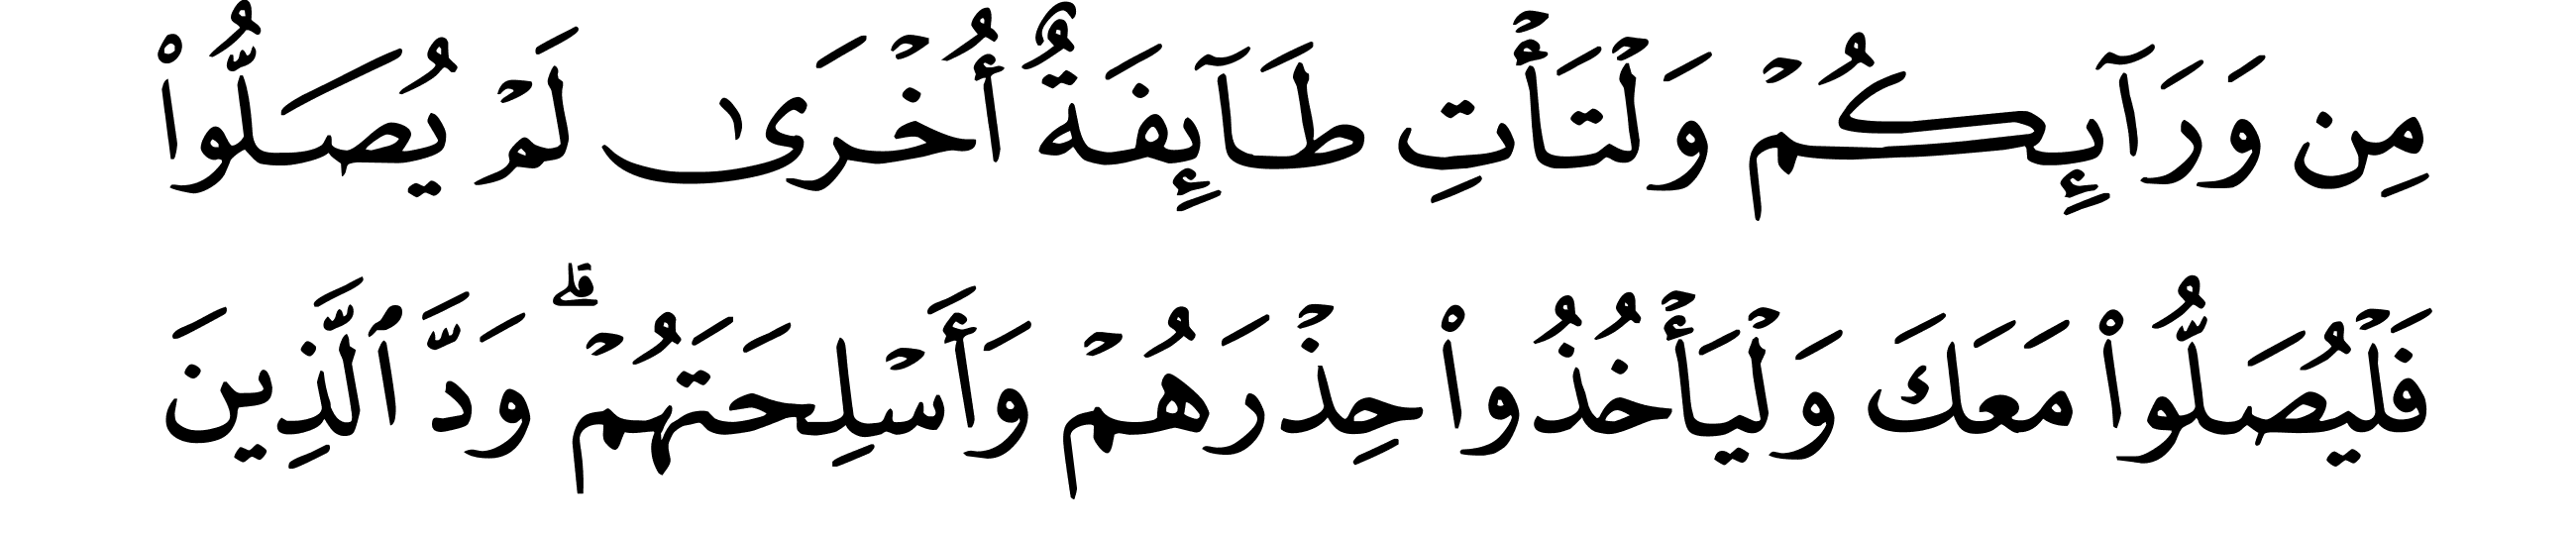 مِن وَرَآئِكُمۡ وَلۡتَأۡتِ طَآئِفَةٌ أُخۡرَىٰ لَمۡ يُصَلُّواْ
فَلۡيُصَلُّواْ مَعَكَ وَلۡيَأۡخُذُواْ حِذۡرَهُمۡ وَأَسۡلِحَتَهُمۡۗ وَدَّ ٱلَّذِينَ